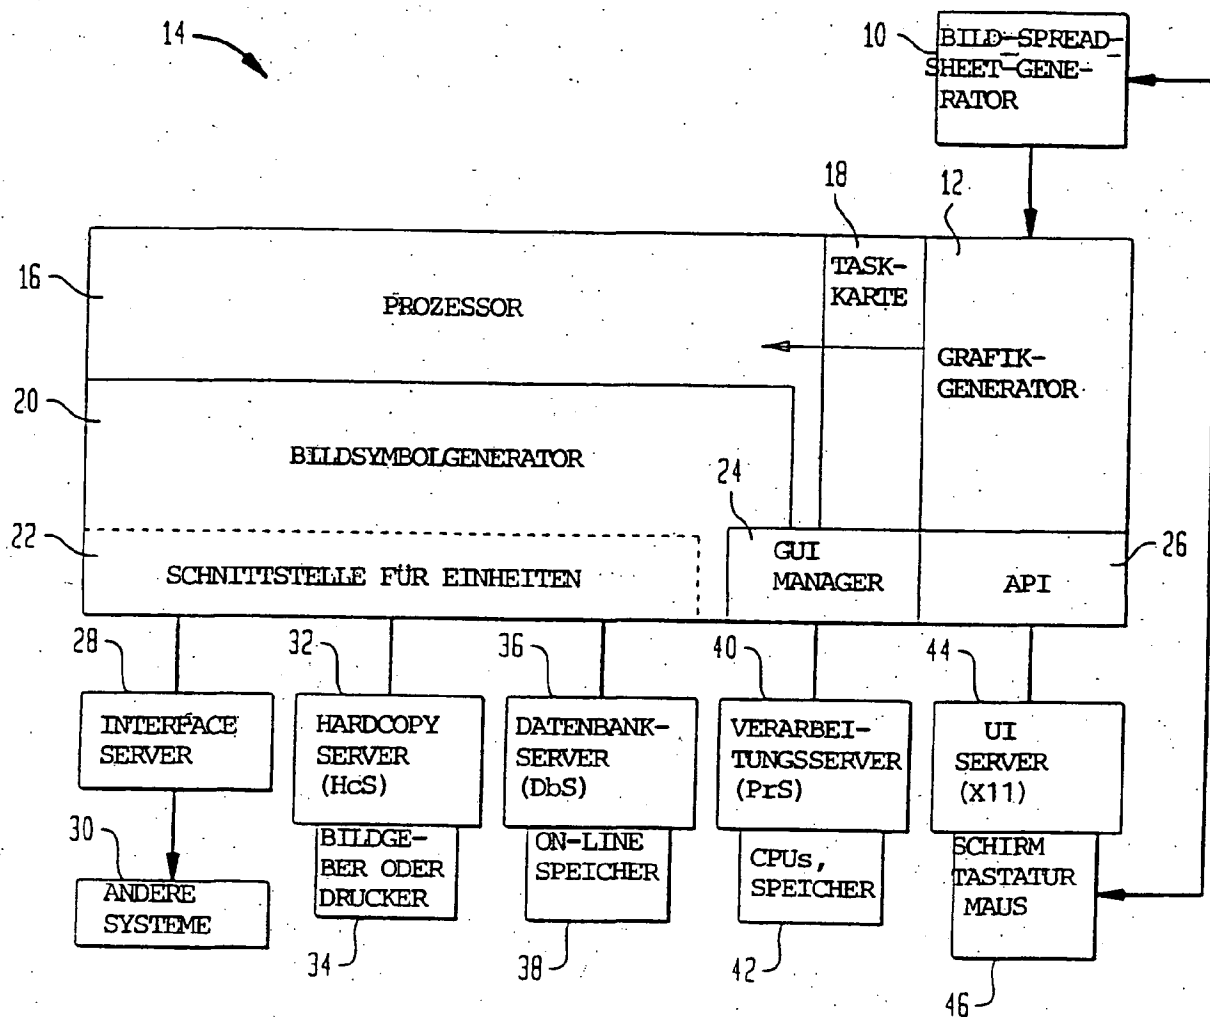 14
10
BILD-SPREAD-
SHEET-GENE-
RATOR
18
12
16
PROZESSOR
TASK-
KARTE
GRAFIK-
GENERATOR
20
BILDSYMBOLGENERATOR
24
22
SCHNITTSTELLE FÜR EINHEITEN
GUI
MANAGER
API
26
28
INTERFACE
SERVER
32
HARDCOPY
SERVER
(HcS)
36
DATENBANK-
SERVER
(DbS)
40
VERARBEI-
TUNGSSERVER
(PrS)
44
UI
SERVER
(X11)
30
ANDERE
SYSTEME
BILDGE-
BER ODER
DRUCKER
34
ON-LINE
SPEICHER
38
CPUs,
SPEICHER
42
SCHIRM
TASTATUR
MAUS
46